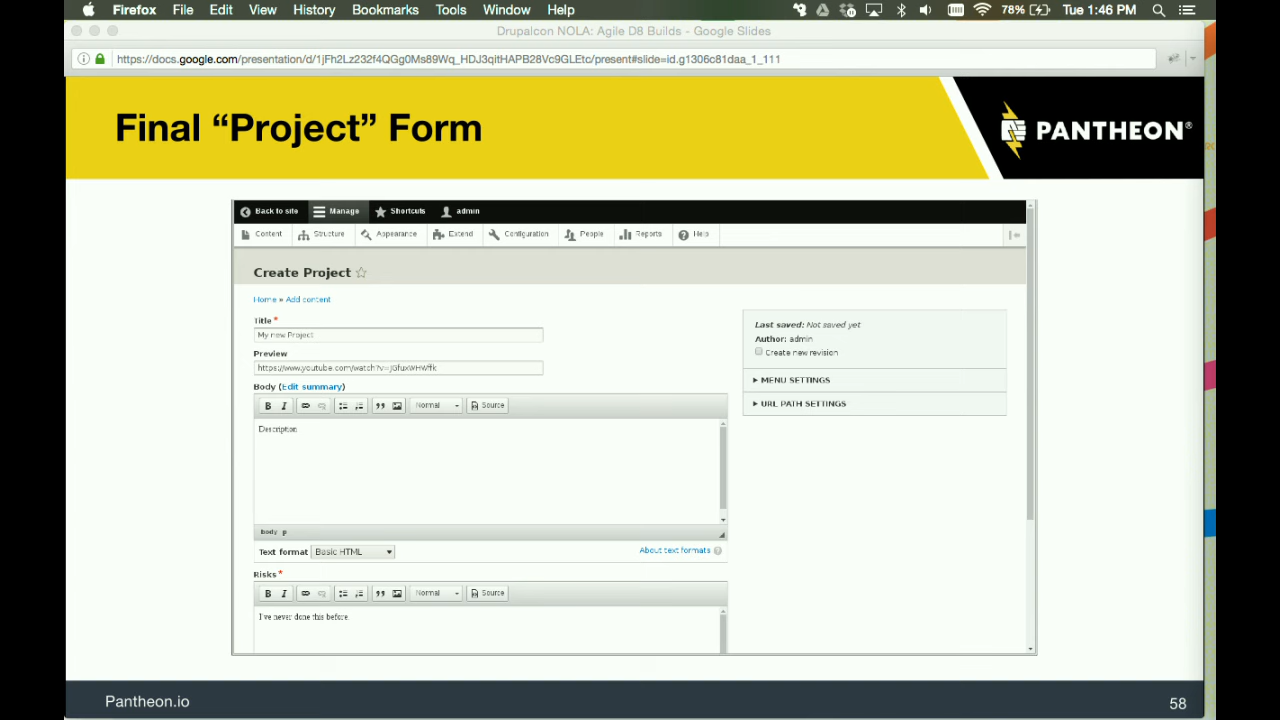 Firefox File Edit View History Bookmarks Tools Window Help 78% Tue 1:46 PM
Drupalcon NOLA: Agile D8 Builds - Google Slides
https://docs.google.com/presentation/d/1jFh2Lz232f4QGg0Ms89Wq_HDJ3qitHAPB28Vc9GLEtc/present#slide=id.g1306c81daa_1_111
Final “Project” Form
PANTHEON®
Back to site Manage Shortcuts admin
Content Structure Appearance Extend Configuration People Reports Help
Create Project
Home » Add content
Title *
My new Project
Preview
Body (Edit summary)
B I Normal Source
Description
body p
Text format Basic HTML About text formats ?
Risks *
B I Normal Source
I've never done this before
Last saved: Not saved yet
Author: admin
Create new revision
MENU SETTINGS
URL PATH SETTINGS
Pantheon.io
58